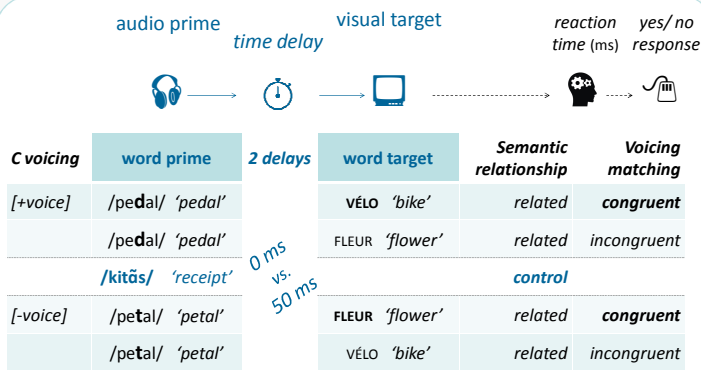 audio prime
time delay
visual target
reaction
time (ms)
yes/ no
response
C voicing
word prime
2 delays
word target
Semantic
relationship
Voicing
matching
[+voice] /pedal/ ‘pedal’ VÉLO ‘bike’ related congruent
/pedal/ ‘pedal’ FLEUR ‘flower’ related incongruent
/kitãs/ ‘receipt’ control
0 ms
vs.
50 ms
[-voice] /petal/ ‘petal’ FLEUR ‘flower’ related congruent
/petal/ ‘petal’ VÉLO ‘bike’ related incongruent